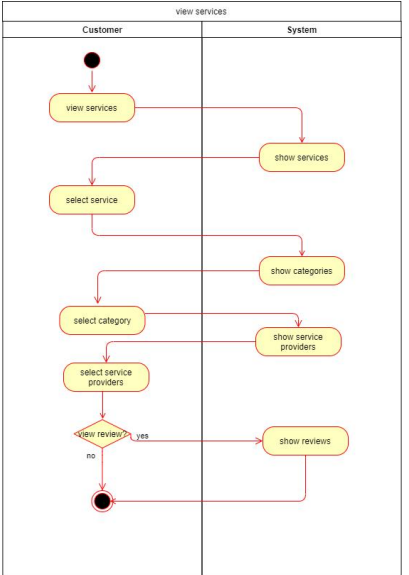 view services
Customer
System
view services
show services
select service
show categories
select category
show service
providers
select service
providers
view review?
yes
show reviews
no